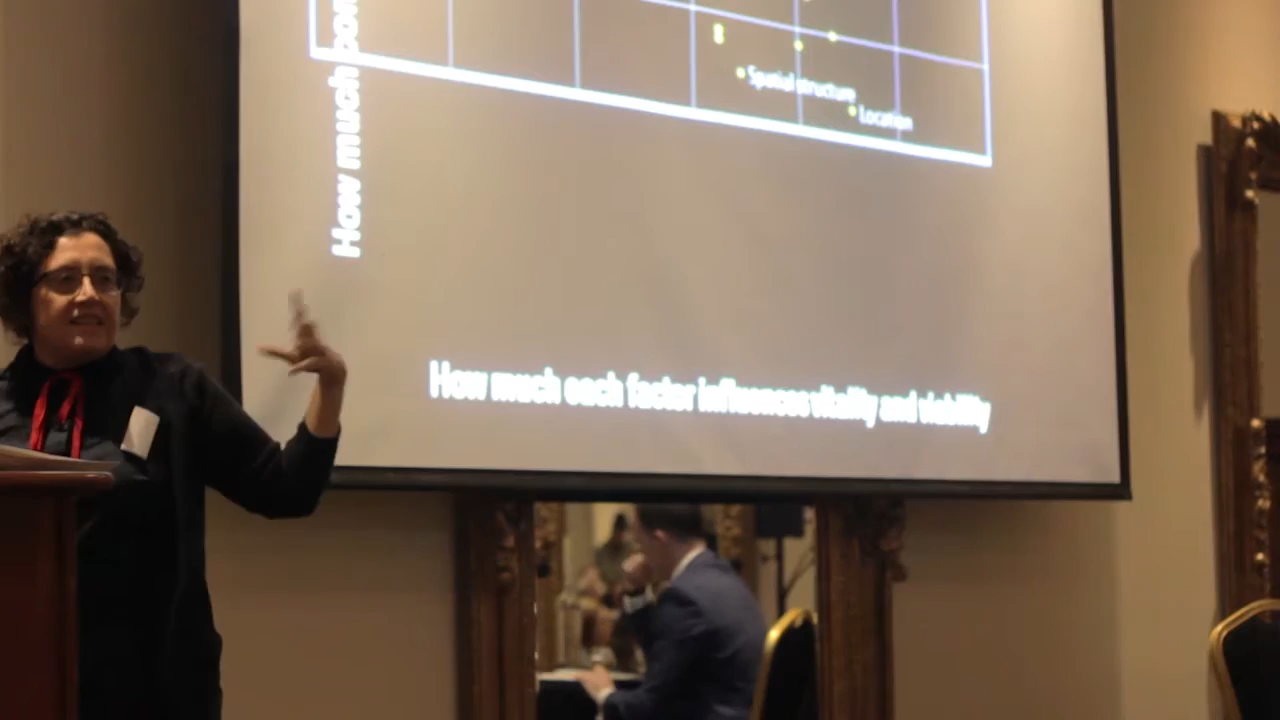 How much
Spatial structure
Location
How much each factor influences vitality and viability